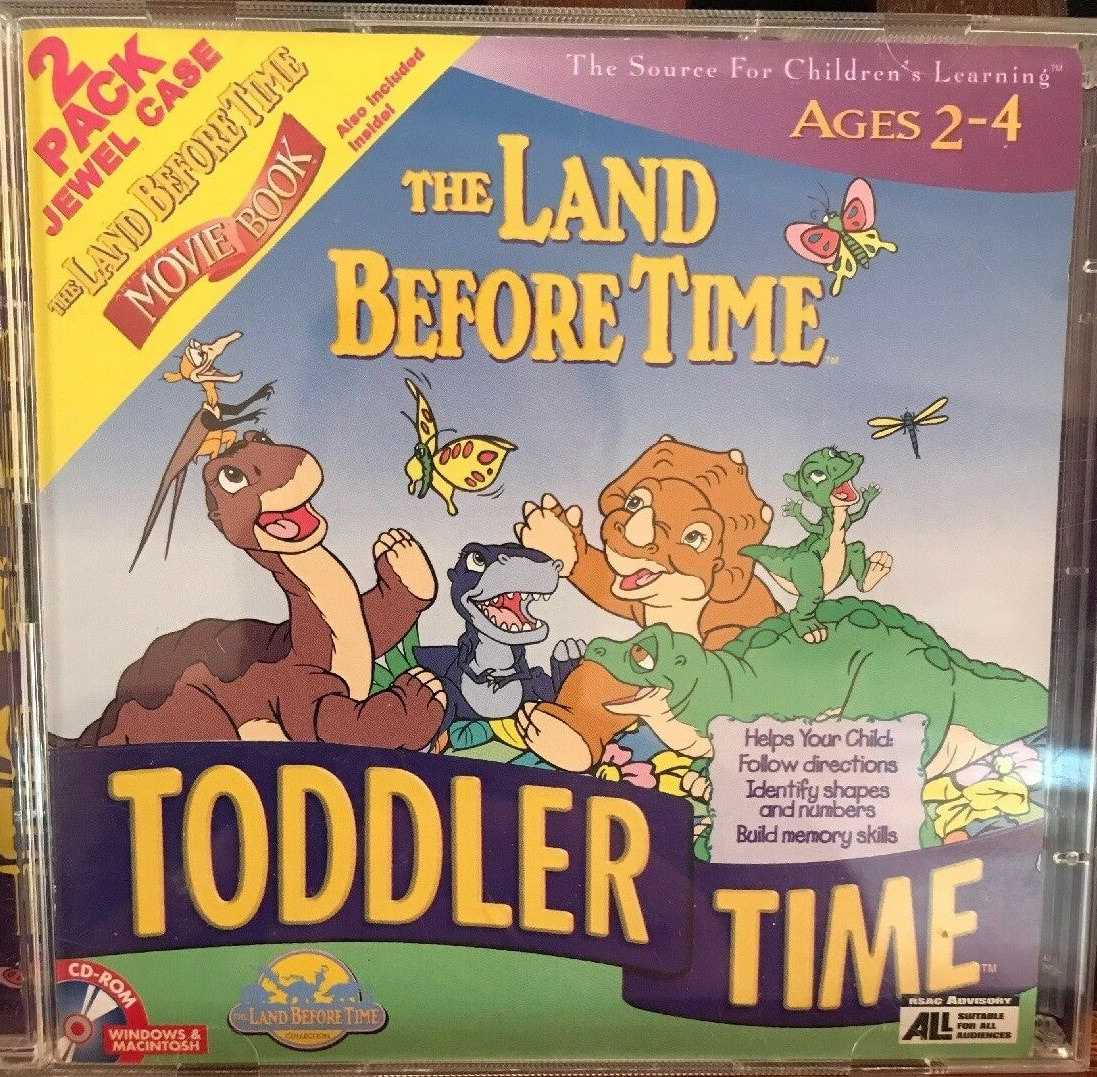 2 PACK
JEWEL CASE
THE LAND BEFORE TIME
MOVIE BOOK
Also Included
Inside!
The Source For Children's Learning™
AGES 2-4
THE LAND
BEFORE TIME™
Helps Your Child:
Follow directions
Identify shapes
and numbers
Build memory skills
TODDLER
TIME™
CD-ROM
WINDOWS &
MACINTOSH
THE LAND BEFORE TIME
COLLECTION
RSAC ADVISORY
ALL
SUITABLE
FOR ALL
AUDIENCES